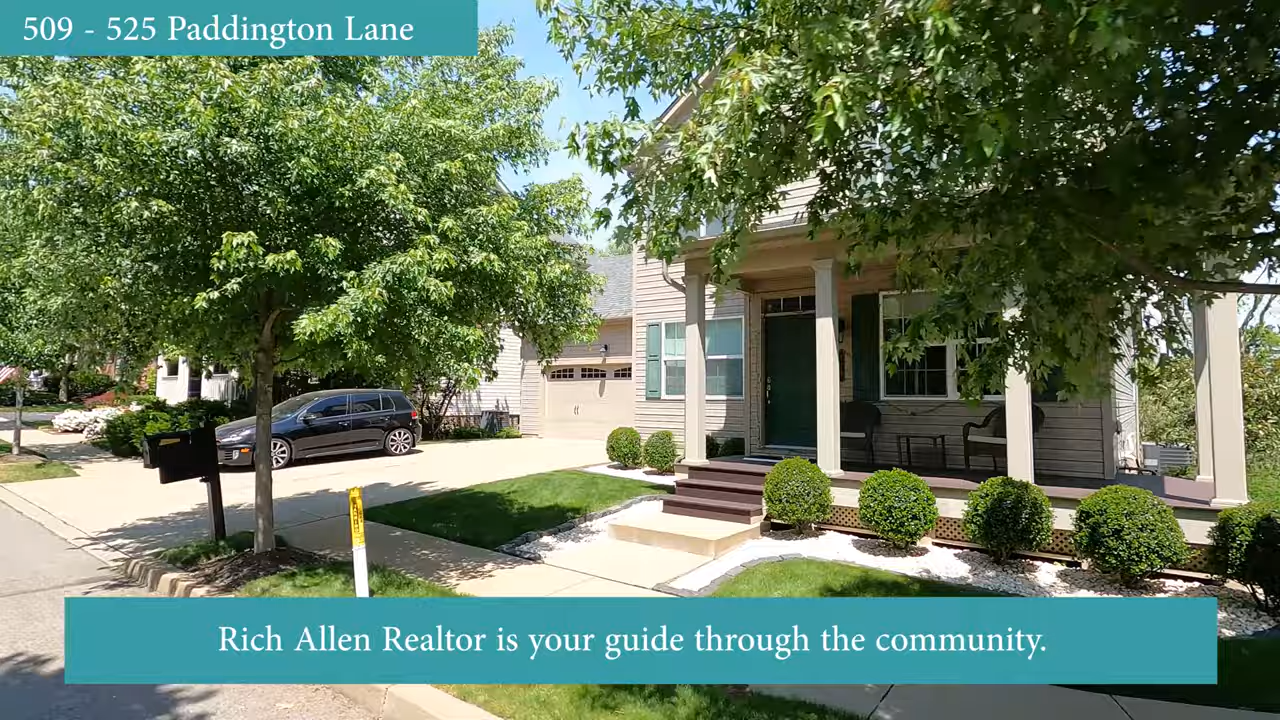 509 - 525 Paddington Lane
Rich Allen Realtor is your guide through the community.